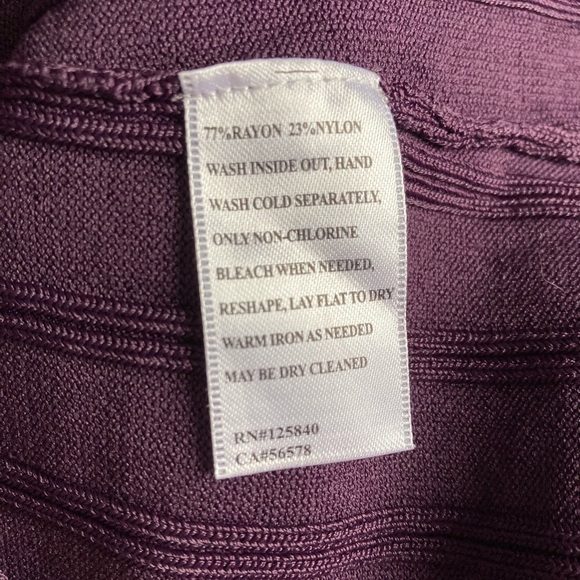 77%RAYON 23%NYLON
WASH INSIDE OUT, HAND
WASH COLD SEPARATELY,
ONLY NON-CHLORINE
BLEACH WHEN NEEDED,
RESHAPE, LAY FLAT TO DRY
WARM IRON AS NEEDED
MAY BE DRY CLEANED
RN#125840
CA#56578